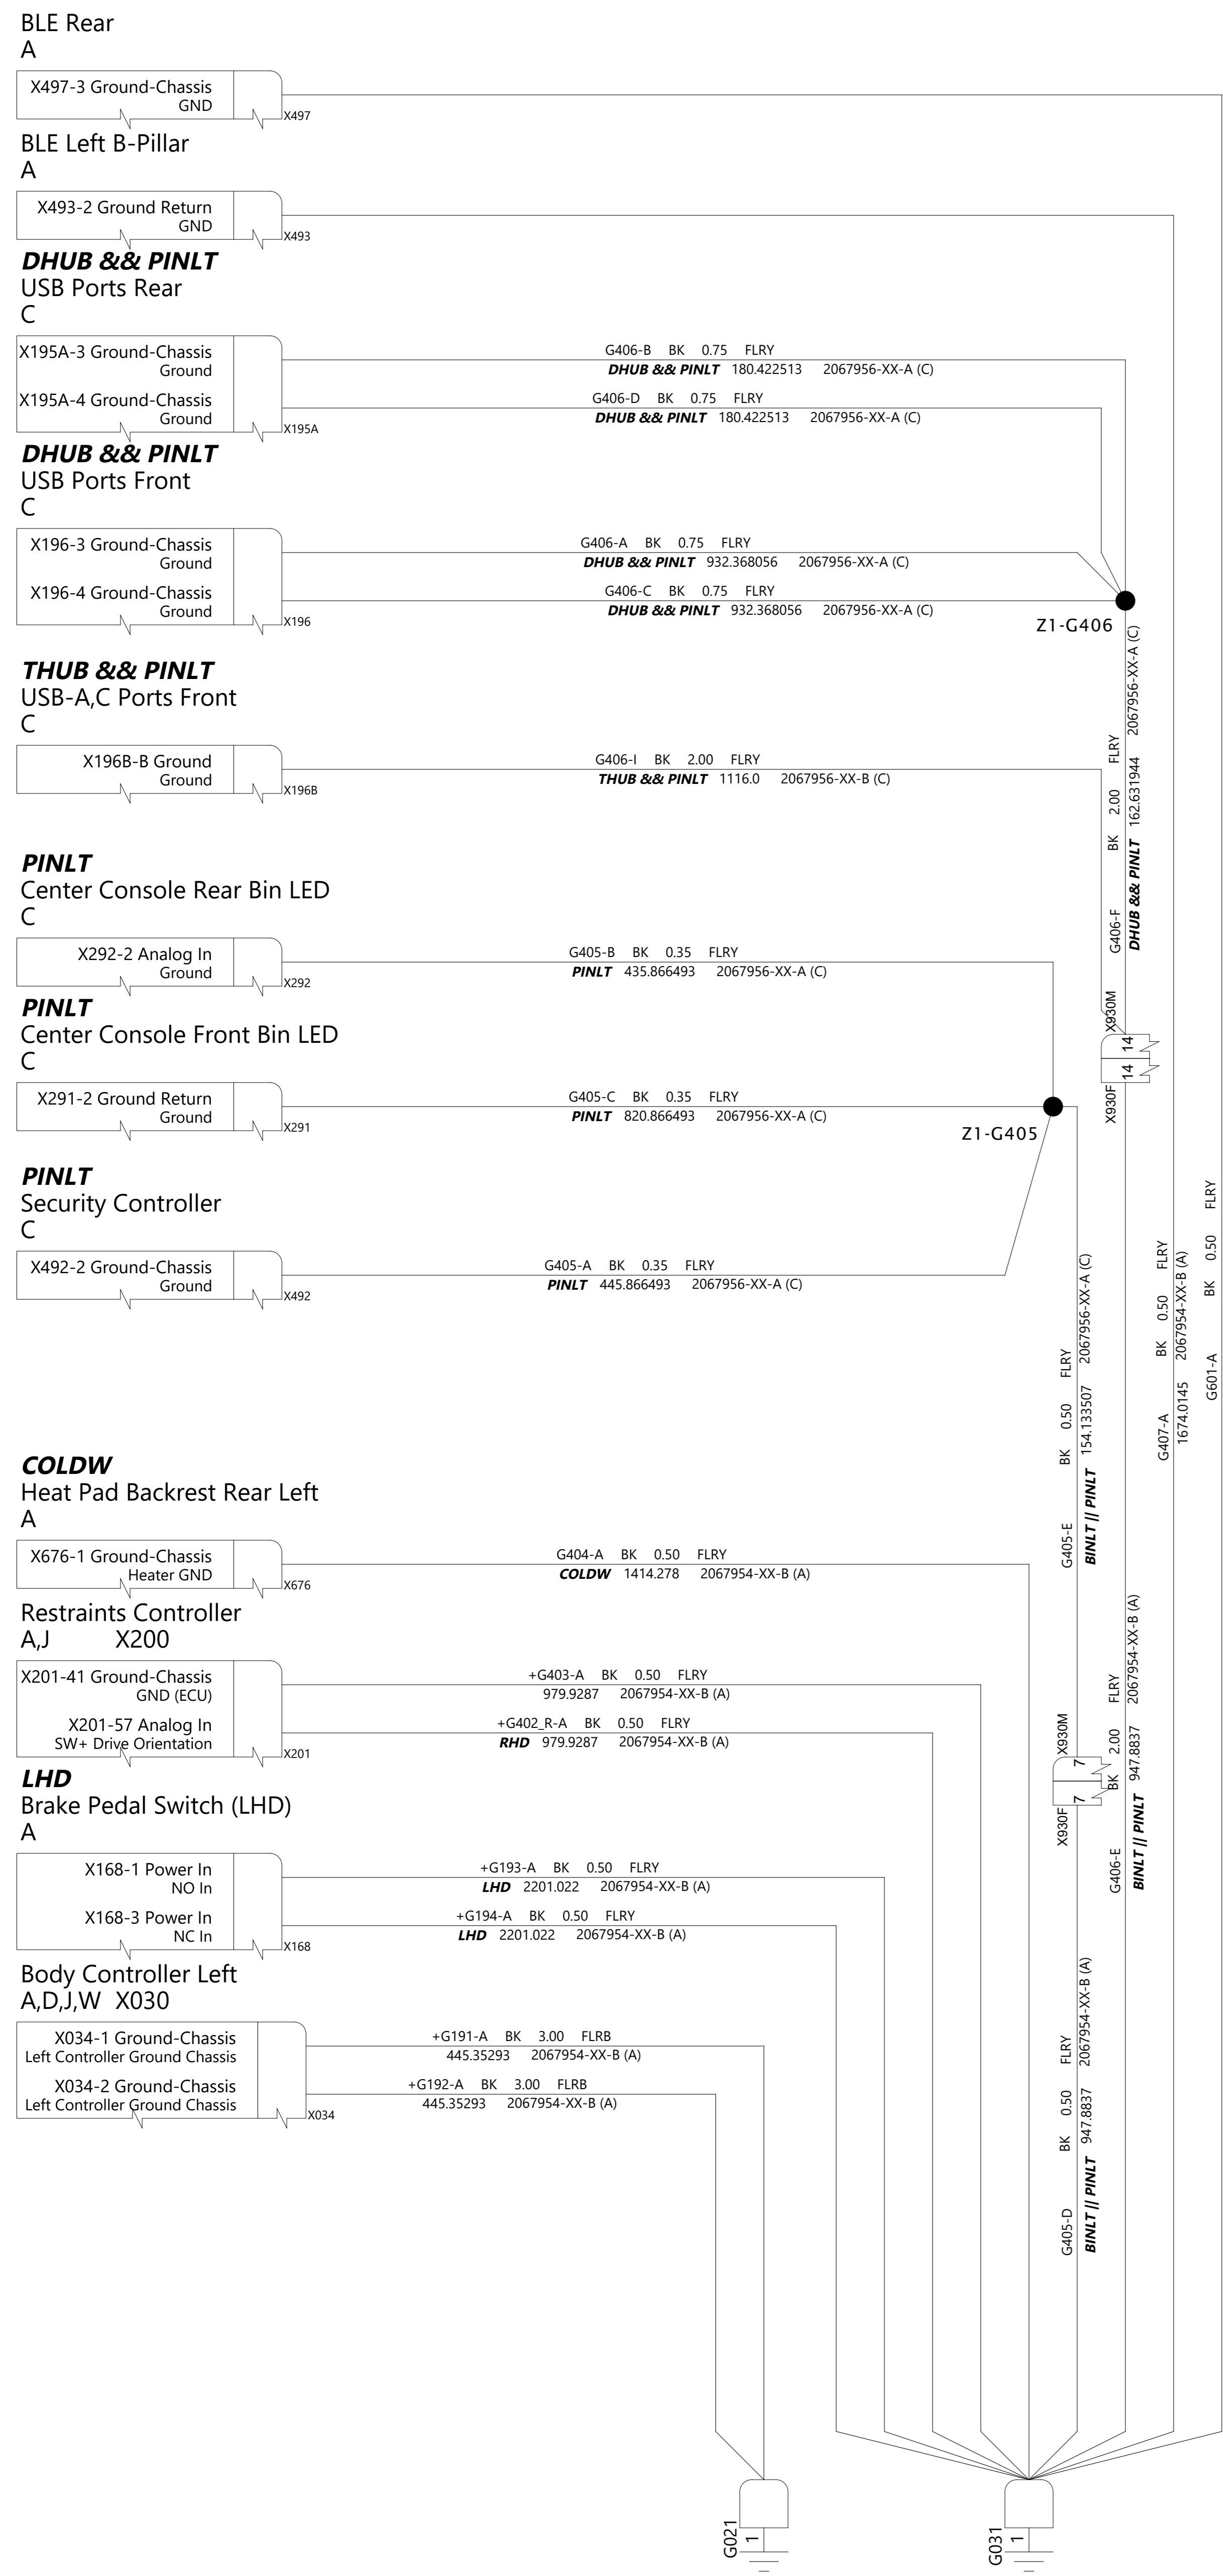 BLE Rear
A
X497-3 Ground-Chassis
GND
X497
BLE Left B-Pillar
A
X493-2 Ground Return
GND
X493
DHUB && PINLT
USB Ports Rear
C
X195A-3 Ground-Chassis
Ground
G406-B BK 0.75 FLRY
DHUB && PINLT 180.422513 2067956-XX-A (C)
X195A-4 Ground-Chassis
Ground
G406-D BK 0.75 FLRY
DHUB && PINLT 180.422513 2067956-XX-A (C)
X195A
DHUB && PINLT
USB Ports Front
C
X196-3 Ground-Chassis
Ground
G406-A BK 0.75 FLRY
DHUB && PINLT 932.368056 2067956-XX-A (C)
X196-4 Ground-Chassis
Ground
G406-C BK 0.75 FLRY
DHUB && PINLT 932.368056 2067956-XX-A (C)
X196
Z1-G406
THUB && PINLT
USB-A,C Ports Front
C
X196B-B Ground
Ground
G406-I BK 2.00 FLRY
THUB && PINLT 1116.0 2067956-XX-B (C)
X196B
G406-F BK 2.00 FLRY
DHUB && PINLT 162.631944 2067956-XX-A (C)
PINLT
Center Console Rear Bin LED
C
X292-2 Analog In
Ground
G405-B BK 0.35 FLRY
PINLT 435.866493 2067956-XX-A (C)
X292
X930M
14
14
X930F
PINLT
Center Console Front Bin LED
C
X291-2 Ground Return
Ground
G405-C BK 0.35 FLRY
PINLT 820.866493 2067956-XX-A (C)
X291
Z1-G405
PINLT
Security Controller
C
X492-2 Ground-Chassis
Ground
G405-A BK 0.35 FLRY
PINLT 445.866493 2067956-XX-A (C)
X492
G405-E BK 0.50 FLRY
BINLT || PINLT 154.133507 2067956-XX-A (C)
G407-A BK 0.50 FLRY
1674.0145 2067954-XX-B (A)
G601-A BK 0.50 FLRY
COLDW
Heat Pad Backrest Rear Left
A
X676-1 Ground-Chassis
Heater GND
G404-A BK 0.50 FLRY
COLDW 1414.278 2067954-XX-B (A)
X676
Restraints Controller
A,J X200
X201-41 Ground-Chassis
GND (ECU)
+G403-A BK 0.50 FLRY
979.9287 2067954-XX-B (A)
X201-57 Analog In
SW+ Drive Orientation
+G402_R-A BK 0.50 FLRY
RHD 979.9287 2067954-XX-B (A)
X201
X930M
7
7
X930F
G406-E BK 2.00 FLRY
BINLT || PINLT 947.8837 2067954-XX-B (A)
LHD
Brake Pedal Switch (LHD)
A
X168-1 Power In
NO In
+G193-A BK 0.50 FLRY
LHD 2201.022 2067954-XX-B (A)
X168-3 Power In
NC In
+G194-A BK 0.50 FLRY
LHD 2201.022 2067954-XX-B (A)
X168
Body Controller Left
A,D,J,W X030
X034-1 Ground-Chassis
Left Controller Ground Chassis
+G191-A BK 3.00 FLRB
445.35293 2067954-XX-B (A)
X034-2 Ground-Chassis
Left Controller Ground Chassis
+G192-A BK 3.00 FLRB
445.35293 2067954-XX-B (A)
X034
G405-D BK 0.50 FLRY
BINLT || PINLT 947.8837 2067954-XX-B (A)
G021
1
G031
1